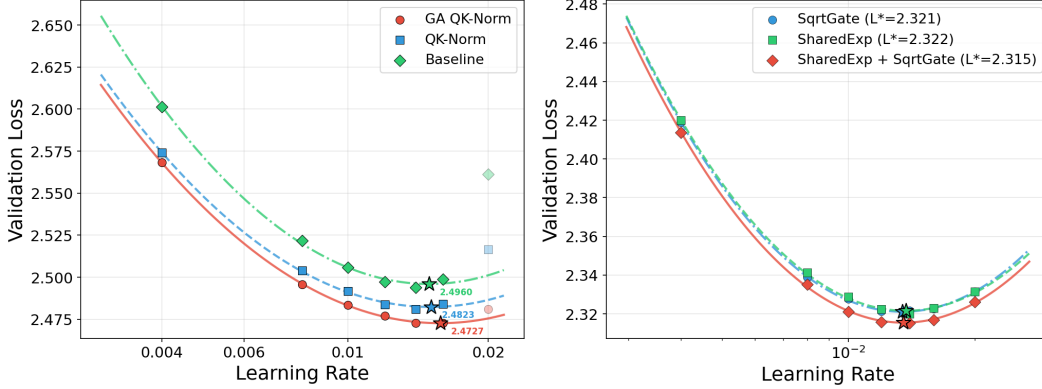 2.650
2.625
2.600
2.575
2.550
2.525
2.500
2.475
Validation Loss
GA QK-Norm
QK-Norm
Baseline
2.4960
2.4823
2.4727
0.004
0.006
0.01
0.02
Learning Rate
2.48
2.46
2.44
2.42
2.40
2.38
2.36
2.34
2.32
Validation Loss
SqrtGate (L*=2.321)
SharedExp (L*=2.322)
SharedExp + SqrtGate (L*=2.315)
10⁻²
Learning Rate